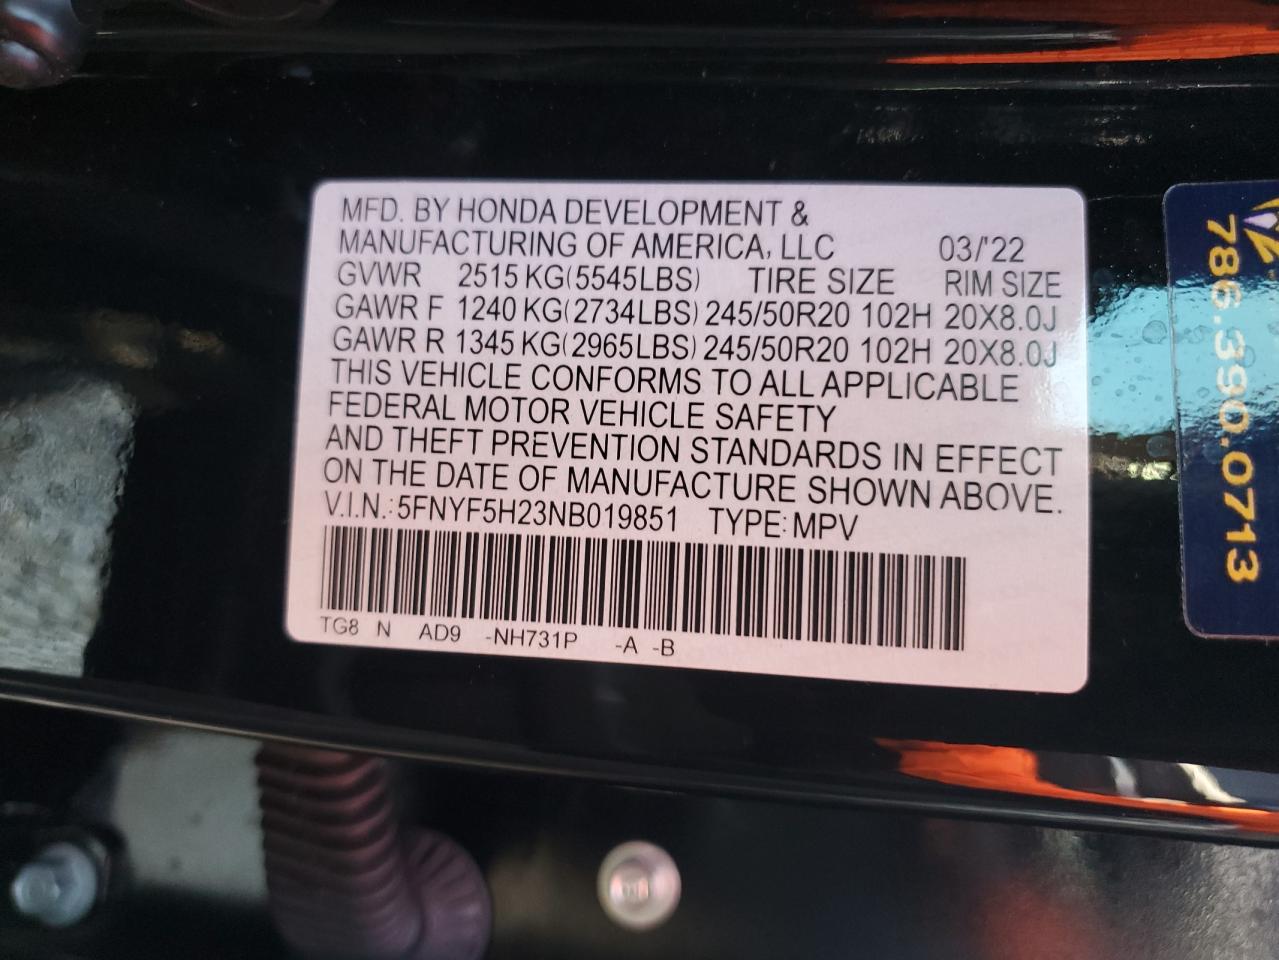 MFD. BY HONDA DEVELOPMENT &
MANUFACTURING OF AMERICA, LLC 03/'22
GVWR 2515 KG(5545LBS) TIRE SIZE RIM SIZE
GAWR F 1240 KG(2734LBS) 245/50R20 102H 20X8.0J
GAWR R 1345 KG(2965LBS) 245/50R20 102H 20X8.0J
THIS VEHICLE CONFORMS TO ALL APPLICABLE
FEDERAL MOTOR VEHICLE SAFETY
AND THEFT PREVENTION STANDARDS IN EFFECT
ON THE DATE OF MANUFACTURE SHOWN ABOVE.
V.I.N.: 5FNYF5H23NB019851 TYPE: MPV
TG8 N AD9 -NH731P -A -B
786.390.0713